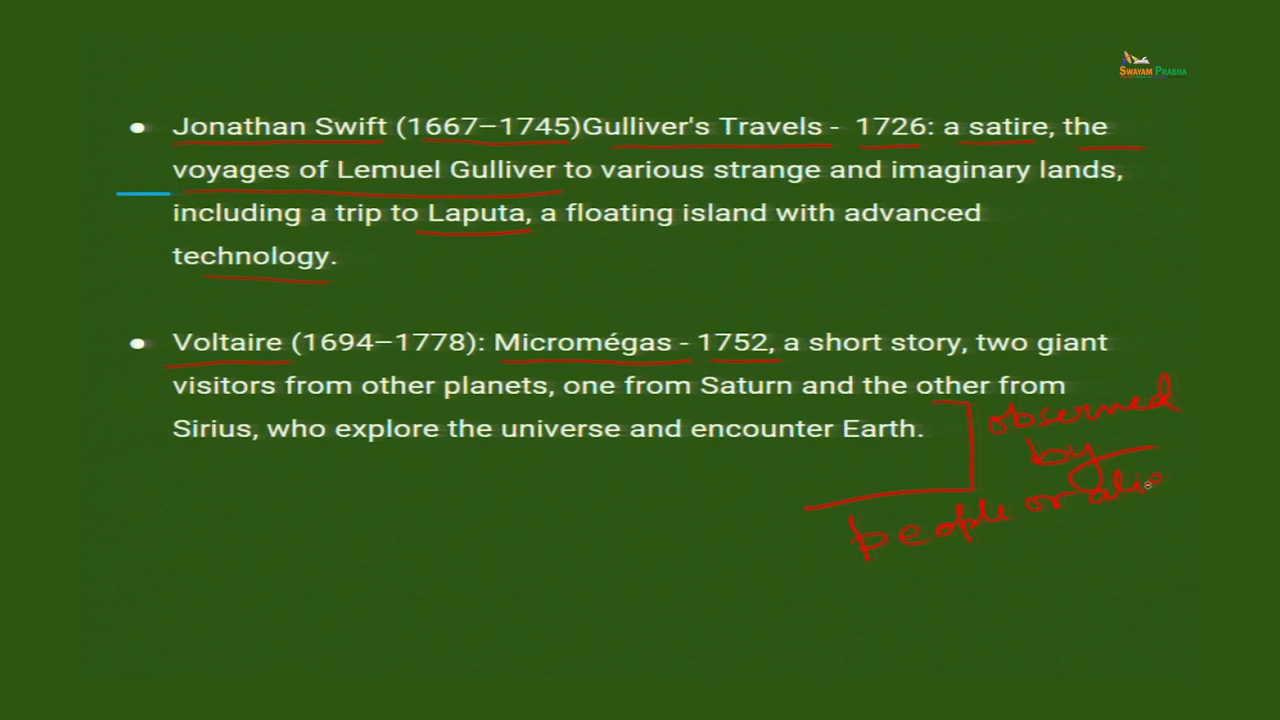 SWAYAM PRABHA
Jonathan Swift (1667–1745)Gulliver's Travels - 1726: a satire, the
voyages of Lemuel Gulliver to various strange and imaginary lands,
including a trip to Laputa, a floating island with advanced
technology.
Voltaire (1694–1778): Micromégas - 1752, a short story, two giant
visitors from other planets, one from Saturn and the other from
Sirius, who explore the universe and encounter Earth.
observed
by
people or alie